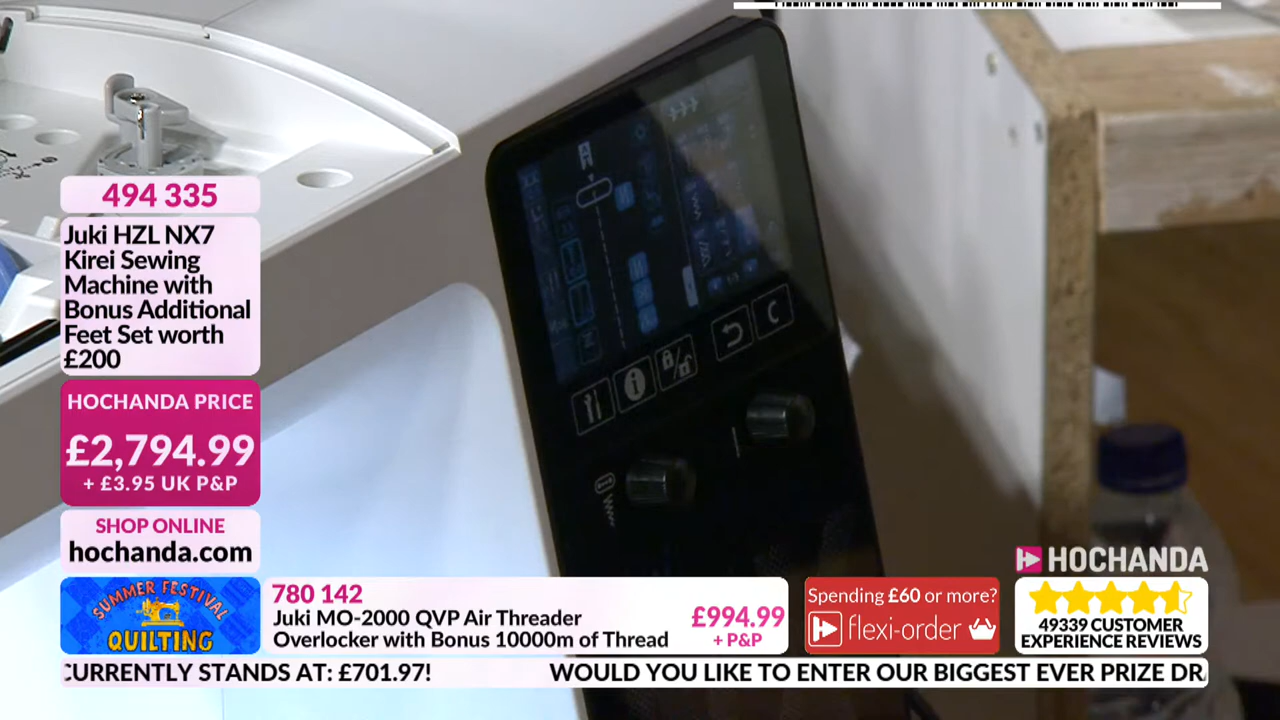 494 335
Juki HZL NX7
Kirei Sewing
Machine with
Bonus Additional
Feet Set worth
£200
HOCHANDA PRICE
£2,794.99
+ £3.95 UK P&P
SHOP ONLINE
hochanda.com
SUMMER FESTIVAL
QUILTING
780 142
Juki MO-2000 QVP Air Threader
Overlocker with Bonus 10000m of Thread
£994.99
+ P&P
Spending £60 or more?
flexi-order
HOCHANDA
49339 CUSTOMER
EXPERIENCE REVIEWS
CURRENTLY STANDS AT: £701.97! WOULD YOU LIKE TO ENTER OUR BIGGEST EVER PRIZE DR